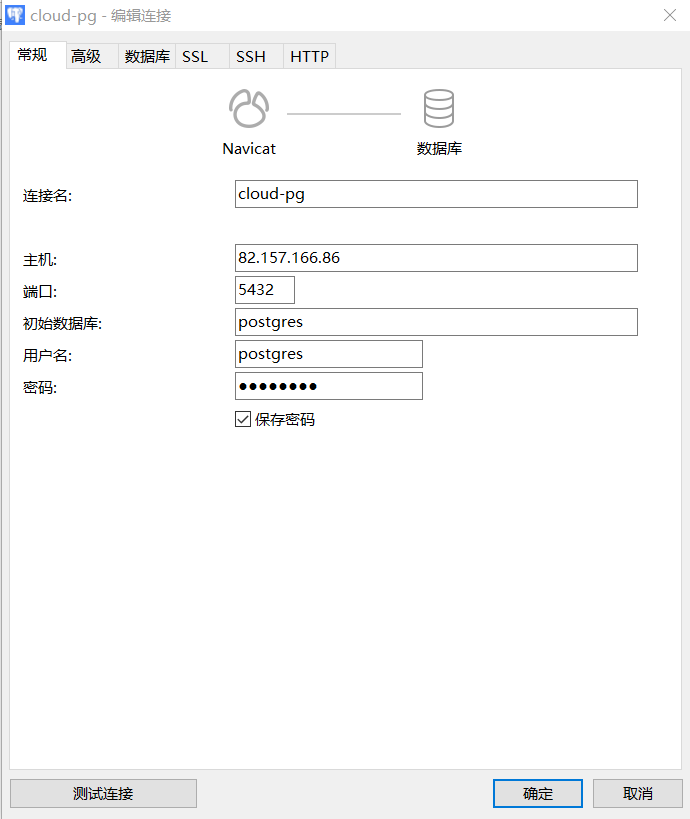 cloud-pg - 编辑连接
常规 高级 数据库 SSL SSH HTTP
Navicat 数据库
连接名: cloud-pg
主机: 82.157.166.86
端口: 5432
初始数据库: postgres
用户名: postgres
密码: ●●●●●●●●
保存密码
测试连接 确定 取消